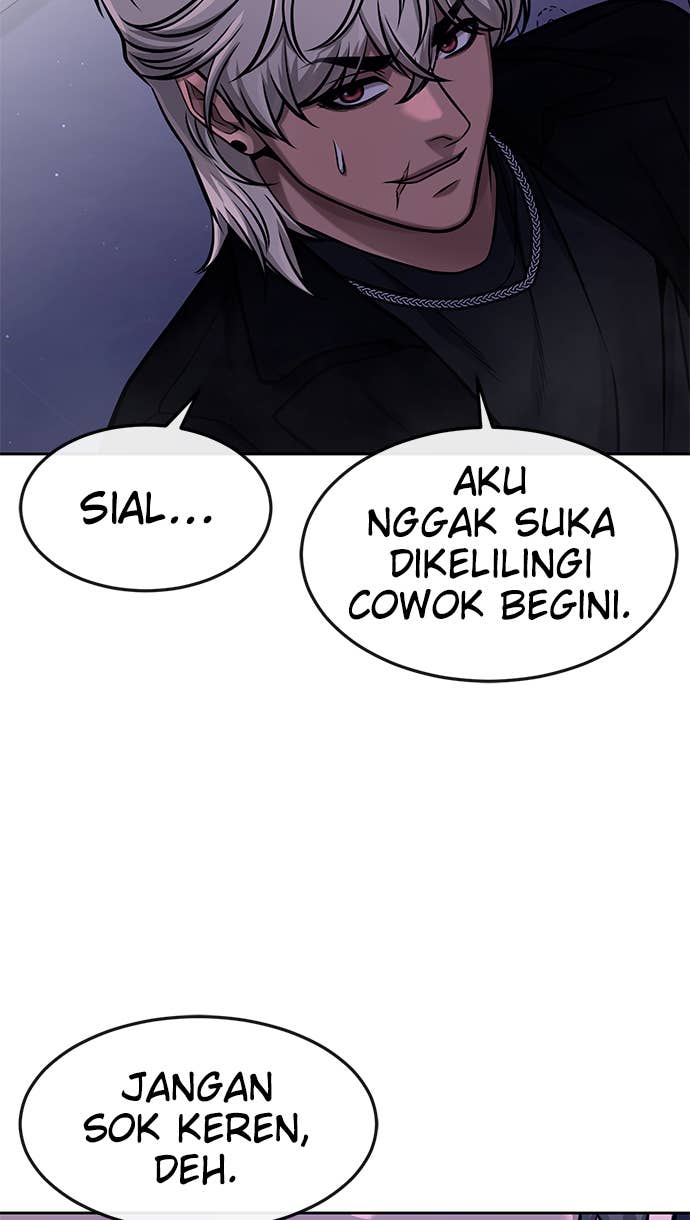 SIAL...
AKU
NGGAK SUKA
DIKELILINGI
COWOK BEGINI.
JANGAN
SOK KEREN,
DEH.